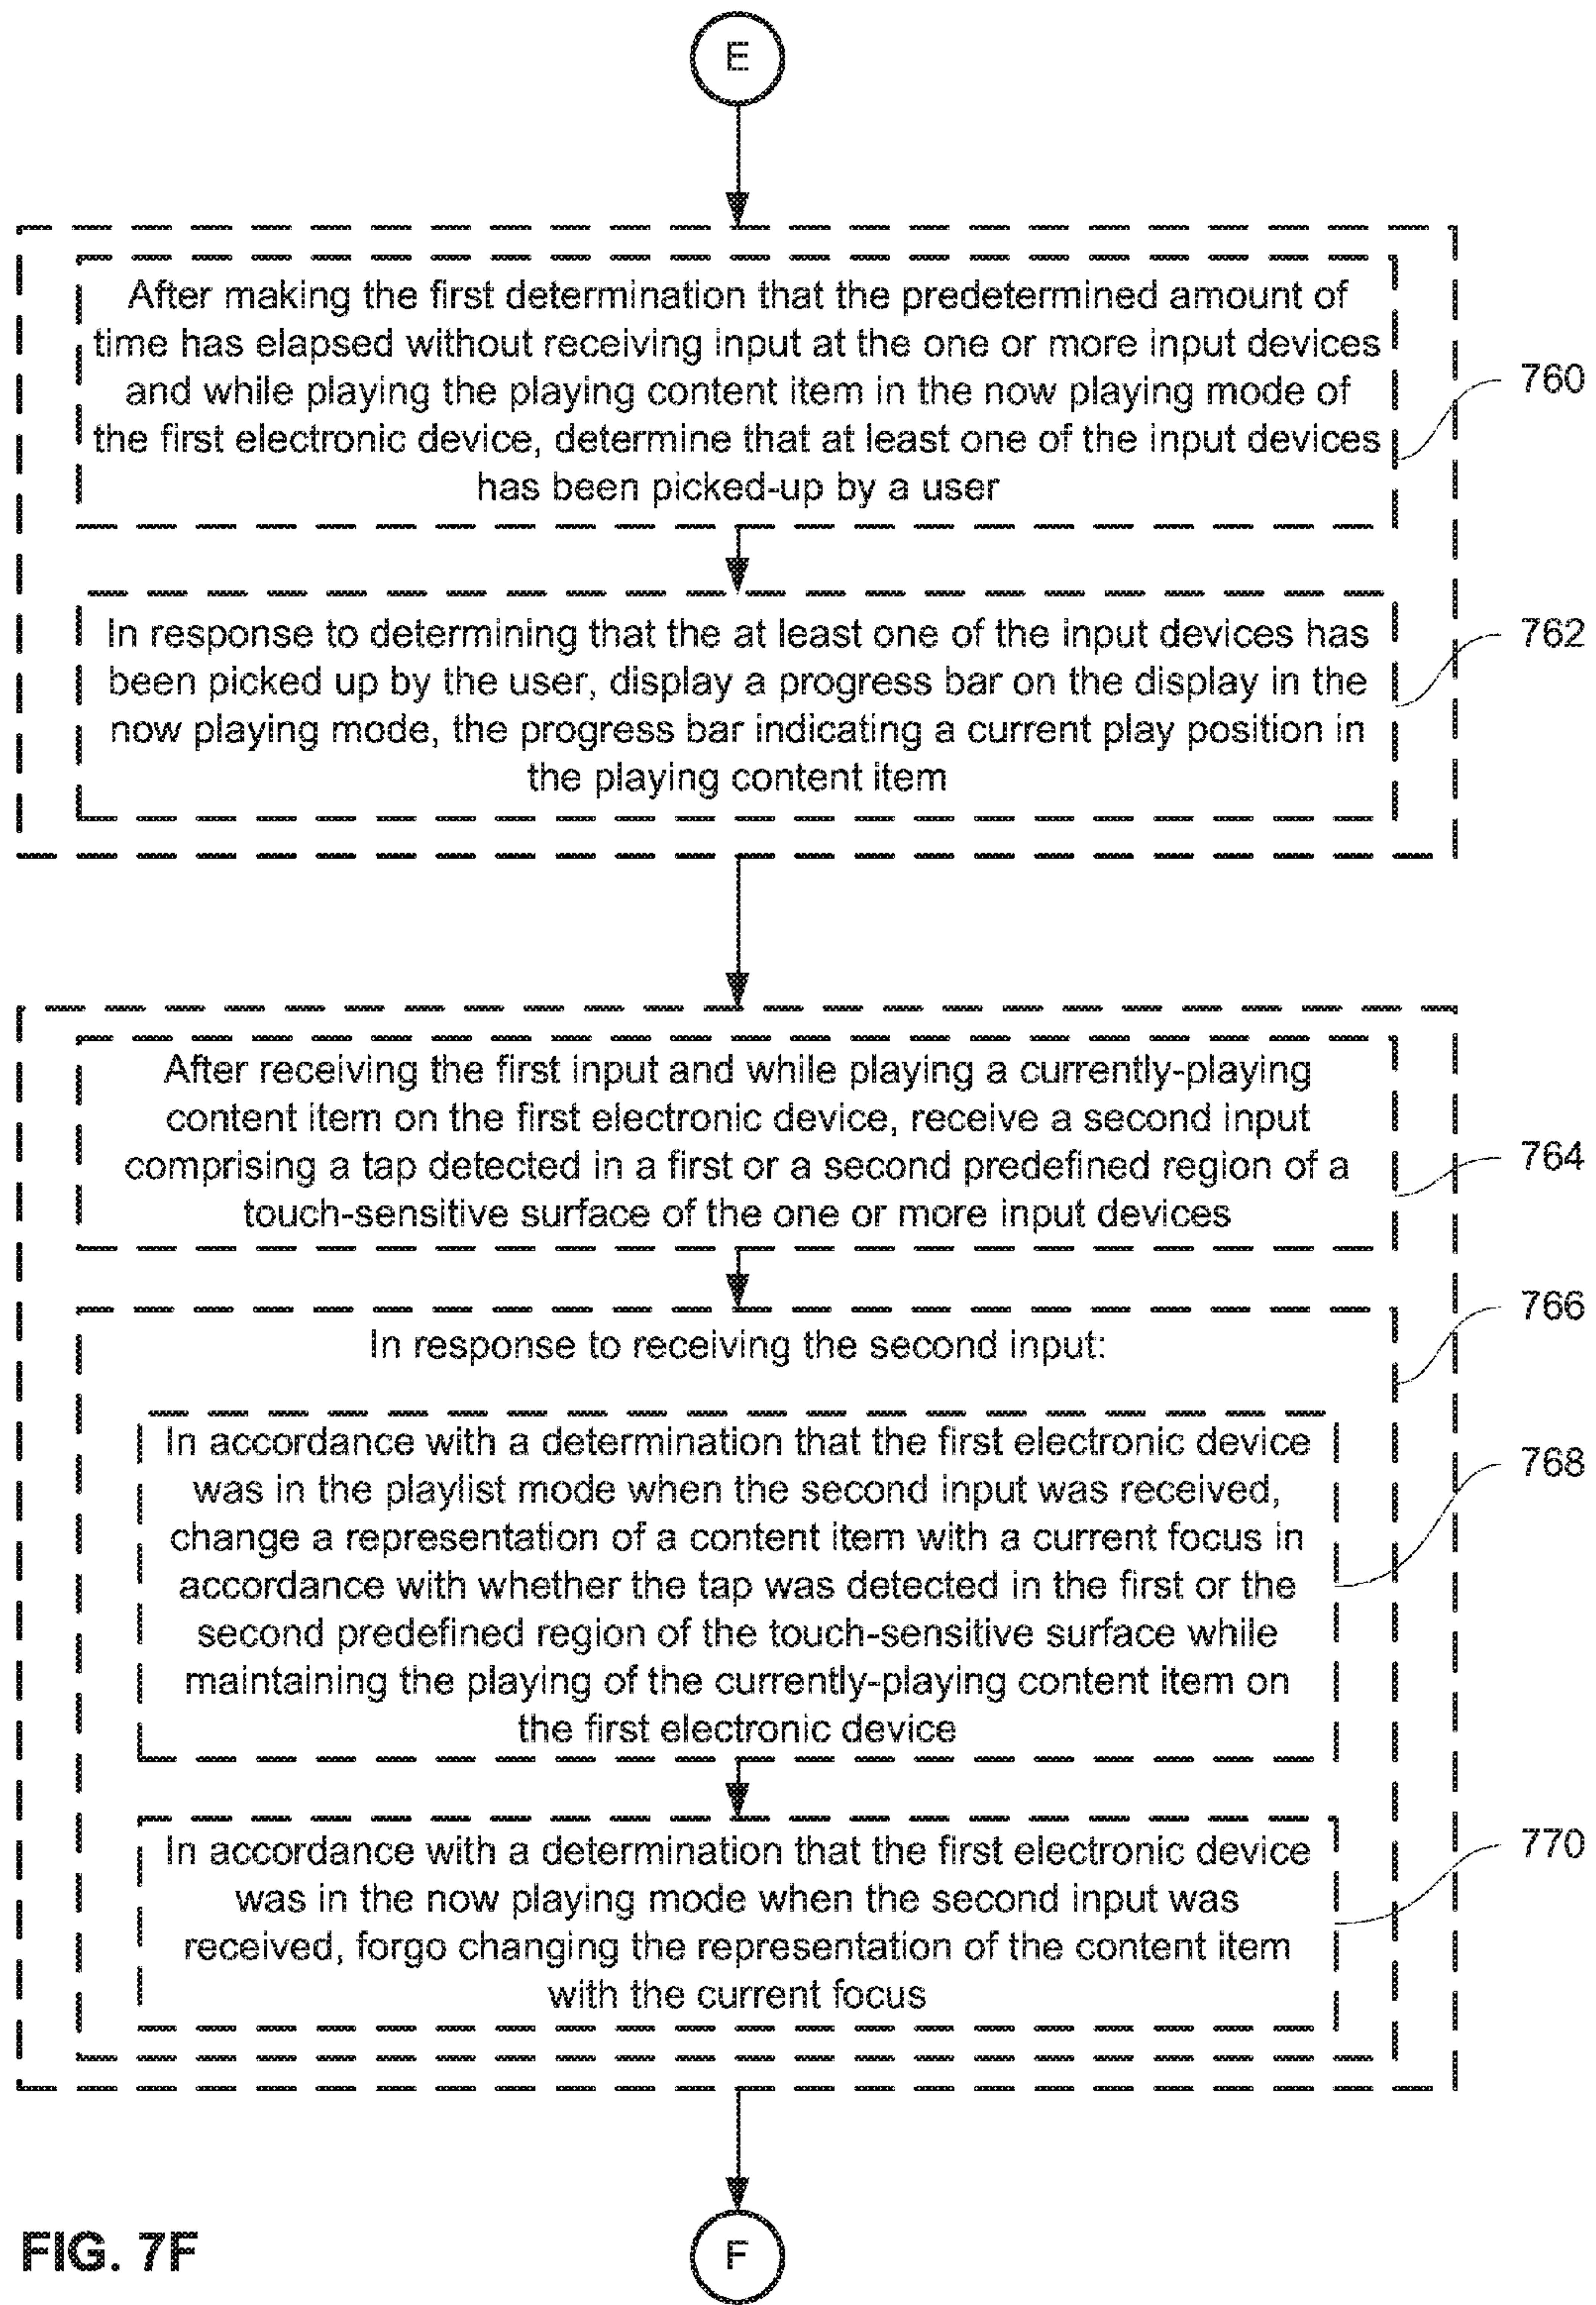 E
After making the first determination that the predetermined amount of
time has elapsed without receiving input at the one or more input devices
and while playing the playing content item in the now playing mode of
the first electronic device, determine that at least one of the input devices
has been picked-up by a user
760
In response to determining that the at least one of the input devices has
been picked up by the user, display a progress bar on the display in the
now playing mode, the progress bar indicating a current play position in
the playing content item
762
After receiving the first input and while playing a currently-playing
content item on the first electronic device, receive a second input
comprising a tap detected in a first or a second predefined region of a
touch-sensitive surface of the one or more input devices
764
In response to receiving the second input:
766
In accordance with a determination that the first electronic device
was in the playlist mode when the second input was received,
change a representation of a content item with a current focus in
accordance with whether the tap was detected in the first or the
second predefined region of the touch-sensitive surface while
maintaining the playing of the currently-playing content item on
the first electronic device
768
In accordance with a determination that the first electronic device
was in the now playing mode when the second input was
received, forgo changing the representation of the content item
with the current focus
770
F
FIG. 7F